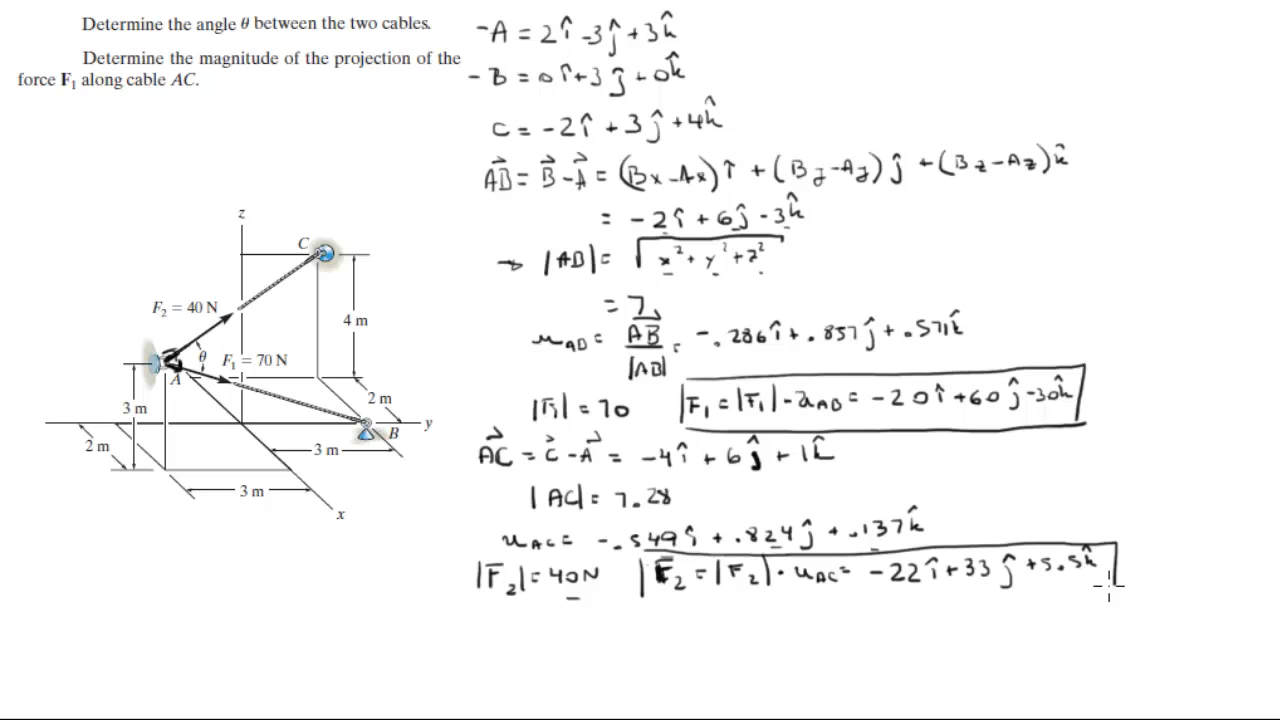 Determine the angle θ between the two cables.
Determine the magnitude of the projection of the
force F₁ along cable AC.
-A = 2î -3ĵ +3k̂
- B = 0î+3ĵ+0k̂
C = -2î + 3ĵ +4k̂
AB⃗ = B⃗ - A⃗ = (Bx -Ax)î + (By -Ay)ĵ + (Bz -Az)k̂
= -2î + 6ĵ -3k̂
→ |AB| = √x² + y² + z²
= 7
u_AB = AB/|AB| = -.286î + .857ĵ + .571k̂
|F₁| = 70
F₁ = |F₁| · u_AB = -20î +60ĵ -30k̂
AC⃗ = C⃗ - A⃗ = -4î + 6ĵ + 1k̂
|AC| = 7.28
u_AC = -.549î + .824ĵ + .137k̂
|F₂| = 40N
F₂ = |F₂| · u_AC = -22î +33ĵ +5.5k̂
z
C
F₂ = 40 N
4 m
θ
F₁ = 70 N
A
3 m
2 m
B
y
2 m
3 m
3 m
x